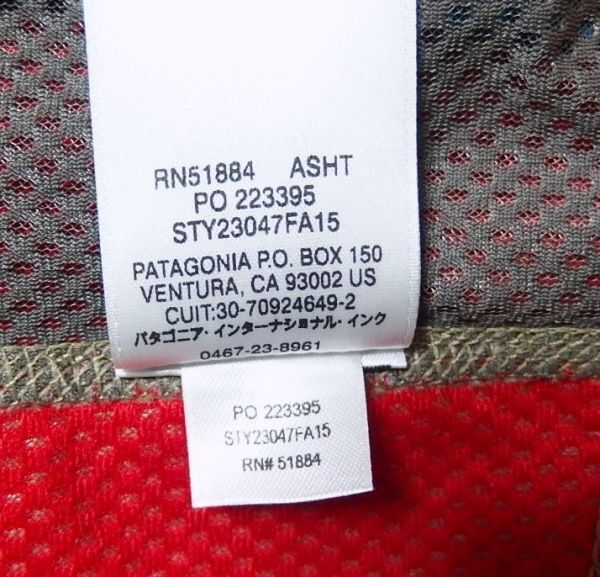 RN51884 ASHT
PO 223395
STY23047FA15
PATAGONIA P.O. BOX 150
VENTURA, CA 93002 US
CUIT:30-70924649-2
パタゴニア・インターナショナル・インク
0467-23-8961
PO 223395
STY23047FA15
RN# 51884